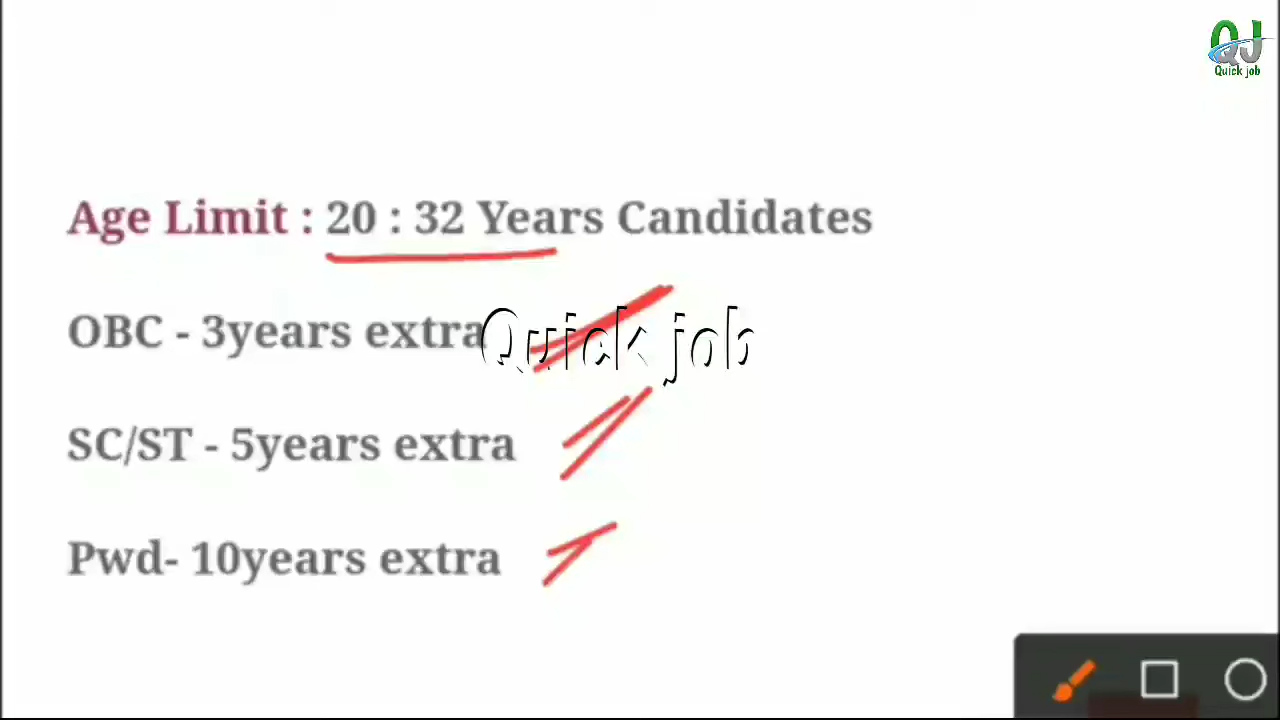 QJ
Quick job
Age Limit : 20 : 32 Years Candidates
OBC - 3years extra
Quick job
SC/ST - 5years extra
Pwd- 10years extra